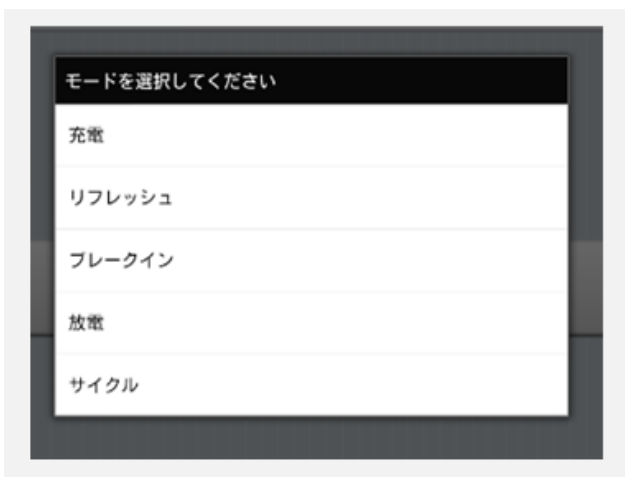 モードを選択してください
充電
リフレッシュ
ブレークイン
放電
サイクル